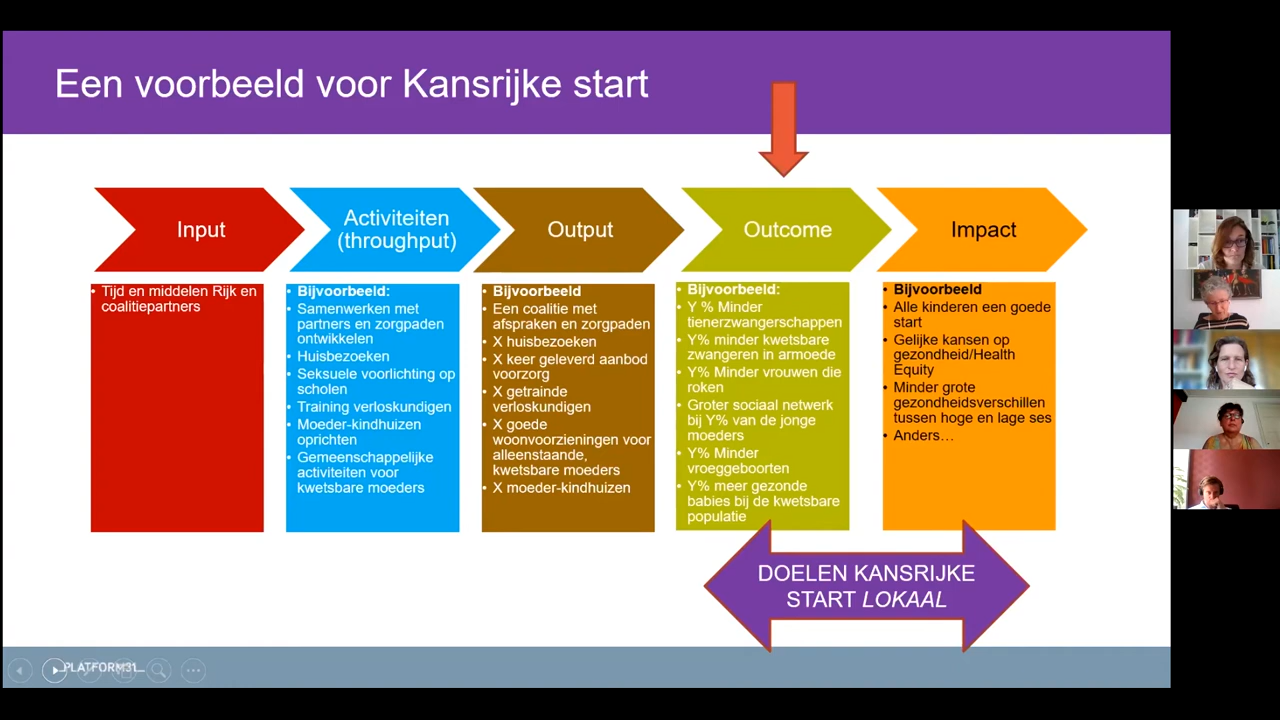 Een voorbeeld voor Kansrijke start
Input
Activiteiten
(throughput)
Output
Outcome
Impact
• Tijd en middelen Rijk en
coalitiepartners
• Bijvoorbeeld:
• Samenwerken met
partners en zorgpaden
ontwikkelen
• Huisbezoeken
• Seksuele voorlichting op
scholen
• Training verloskundigen
• Moeder-kindhuizen
oprichten
• Gemeenschappelijke
activiteiten voor
kwetsbare moeders
• Bijvoorbeeld
• Een coalitie met
afspraken en zorgpaden
• X huisbezoeken
• X keer geleverd aanbod
voorzorg
• X getrainde
verloskundigen
• X goede
woonvoorzieningen voor
alleenstaande,
kwetsbare moeders
• X moeder-kindhuizen
• Bijvoorbeeld:
• Y % Minder
tienerzwangerschappen
• Y% minder kwetsbare
zwangeren in armoede
• Y% Minder vrouwen die
roken
• Groter sociaal netwerk
bij Y% van de jonge
moeders
• Y% Minder
vroeggeboorten
• Y% meer gezonde
babies bij de kwetsbare
populatie
• Bijvoorbeeld
• Alle kinderen een goede
start
• Gelijke kansen op
gezondheid/Health
Equity
• Minder grote
gezondheidsverschillen
tussen hoge en lage ses
• Anders…
DOELEN KANSRIJKE
START LOKAAL
PLATFORM31